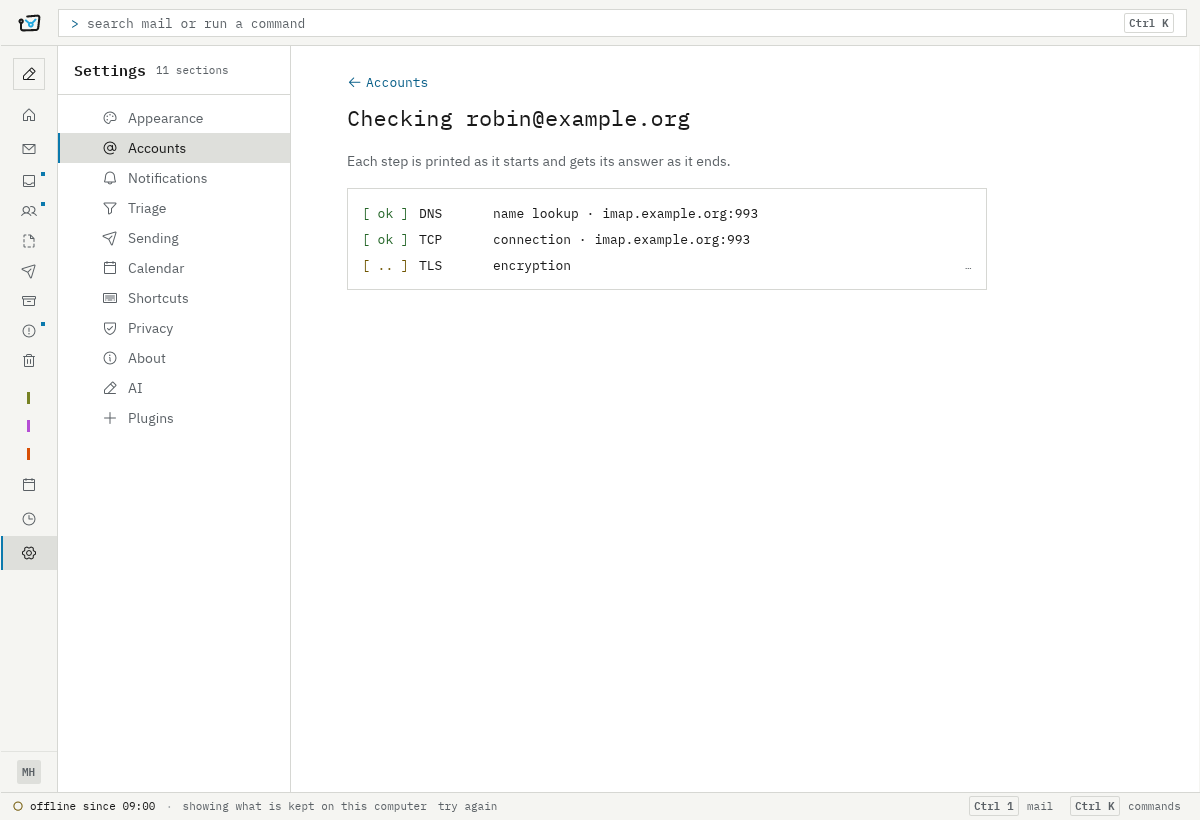 > search mail or run a command Ctrl K
Settings 11 sections
Appearance
Accounts
Notifications
Triage
Sending
Calendar
Shortcuts
Privacy
About
AI
Plugins
← Accounts
Checking robin@example.org
Each step is printed as it starts and gets its answer as it ends.
[ ok ] DNS name lookup · imap.example.org:993
[ ok ] TCP connection · imap.example.org:993
[ .. ] TLS encryption …
MH
offline since 09:00 · showing what is kept on this computer try again Ctrl 1 mail Ctrl K commands